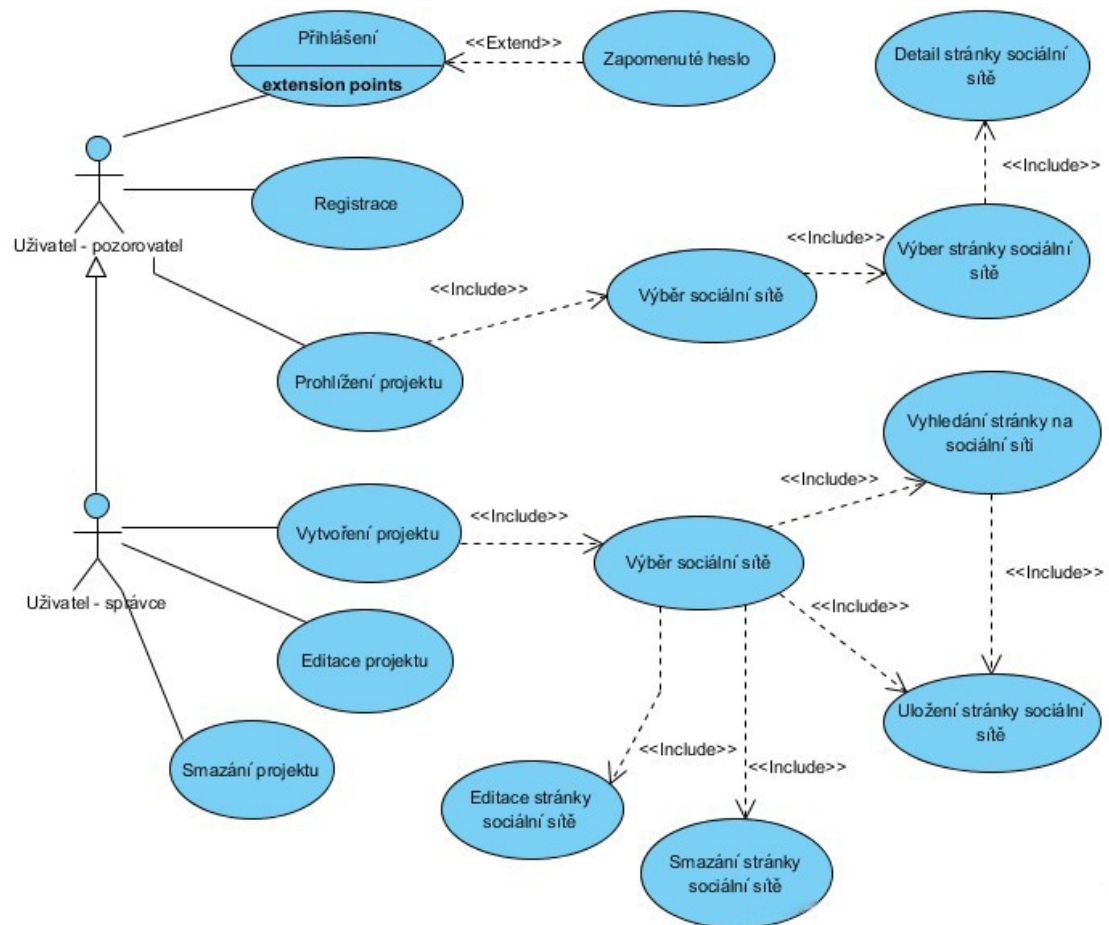 Přihlášení
extension points
<<Extend>>
Zapomenuté heslo
Detail stránky sociální
sítě
<<Include>>
Registrace
Uživatel - pozorovatel
<<Include>>
Výběr sociální sítě
<<Include>>
Výber stránky sociální
sítě
Prohlížení projektu
Vyhledání stránky na
sociální síti
<<Include>>
Vytvoření projektu
<<Include>>
Výběr sociální sítě
<<Include>>
Uživatel - správce
<<Include>>
Editace projektu
Uložení stránky sociální
sítě
Smazání projektu
<<Include>>
<<Include>>
Editace stránky
sociální sítě
Smazání stránky
sociální sítě